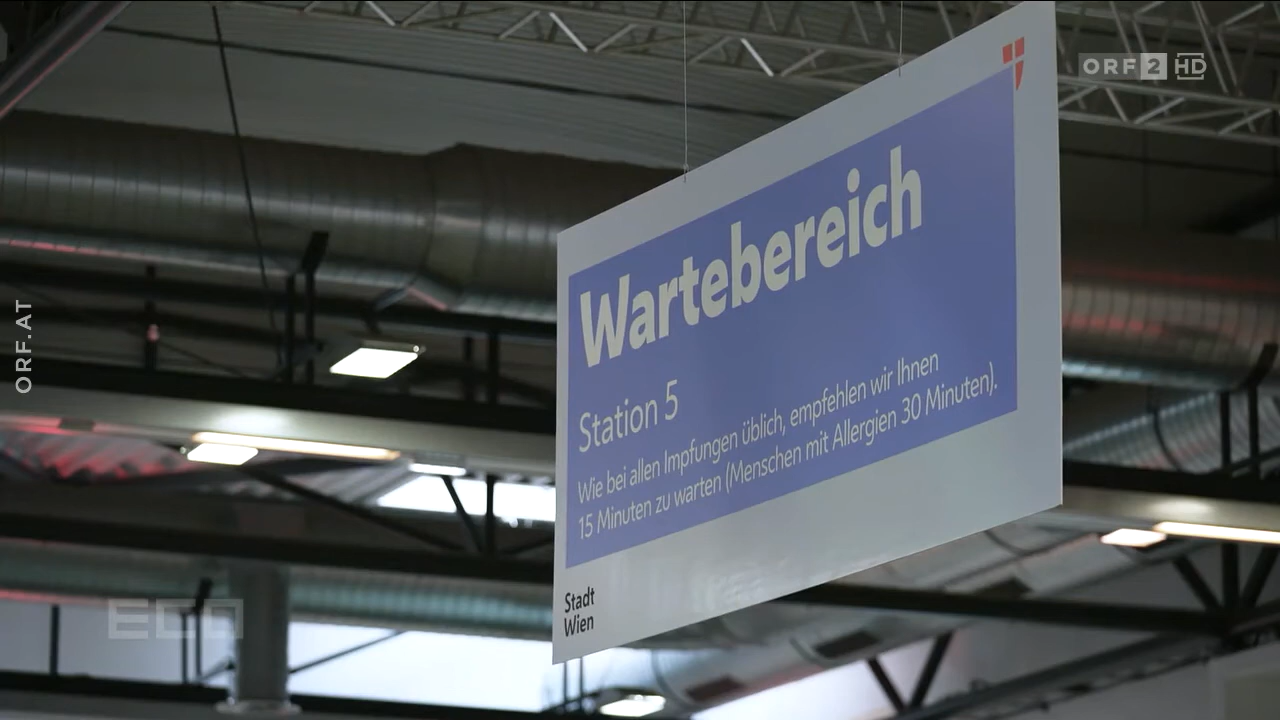 ORF 2 HD
ORF.AT
Wartebereich
Station 5
Wie bei allen Impfungen üblich, empfehlen wir Ihnen
15 Minuten zu warten (Menschen mit Allergien 30 Minuten).
Stadt
Wien
ECO